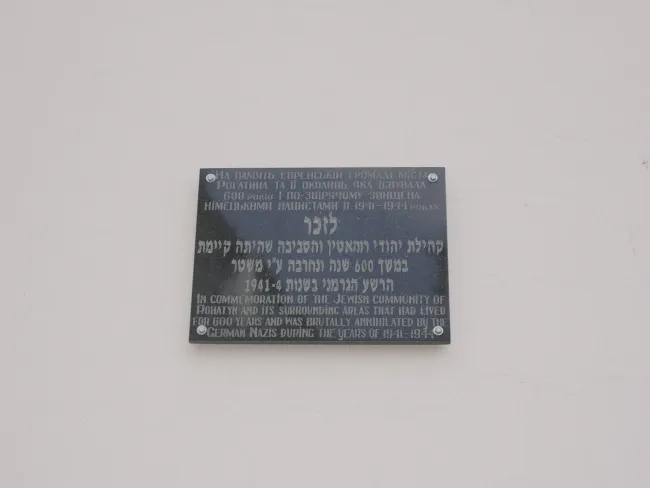 НА ПАМ'ЯТЬ ЄВРЕЙСЬКІЙ ГРОМАДІ МІСТА
РОГАТИНА ТА ЇЇ ОКОЛИЦЬ, ЯКА ІСНУВАЛА
600 РОКІВ І ПО-ЗВІРЯЧОМУ ЗНИЩЕНА
НІМЕЦЬКИМИ НАЦИСТАМИ В 1941-1944 РОКАХ
לזכר
קהילת יהודי רוהאטין והסביבה שהיתה קיימת
במשך 600 שנה ונחרבה ע"י משטר
הרשע הגרמני בשנות 1941-4
IN COMMEMORATION OF THE JEWISH COMMUNITY OF
ROHATYN AND ITS SURROUNDING AREAS THAT HAD LIVED
FOR 600 YEARS AND WAS BRUTALLY ANNIHILATED BY THE
GERMAN NAZIS DURING THE YEARS OF 1941-1944